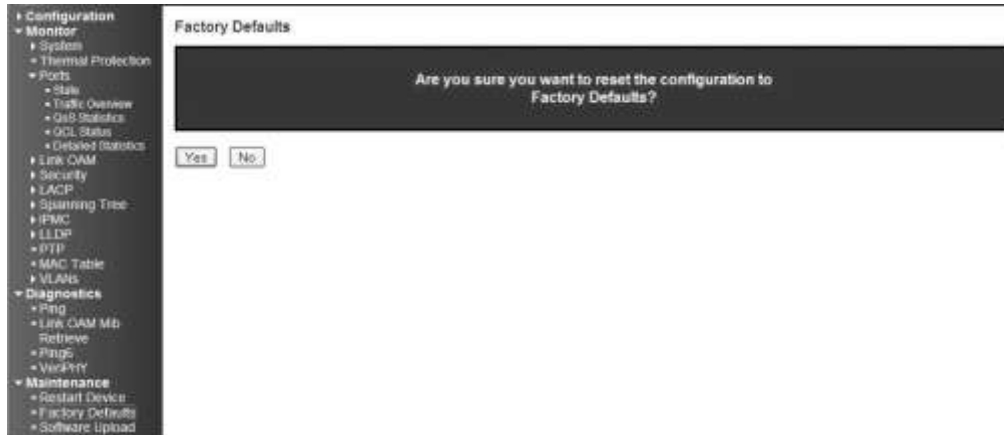 Configuration
Monitor
System
Thermal Protection
Ports
State
Traffic Overview
QoS Statistics
QCL Status
Detailed Statistics
Link OAM
Security
LACP
Spanning Tree
IPMC
LLDP
PTP
MAC Table
VLANs
Diagnostics
Ping
Link OAM Mib
Retrieve
Ping6
VeriPHY
Maintenance
Restart Device
Factory Defaults
Software Upload
Factory Defaults
Are you sure you want to reset the configuration to
Factory Defaults?
Yes No